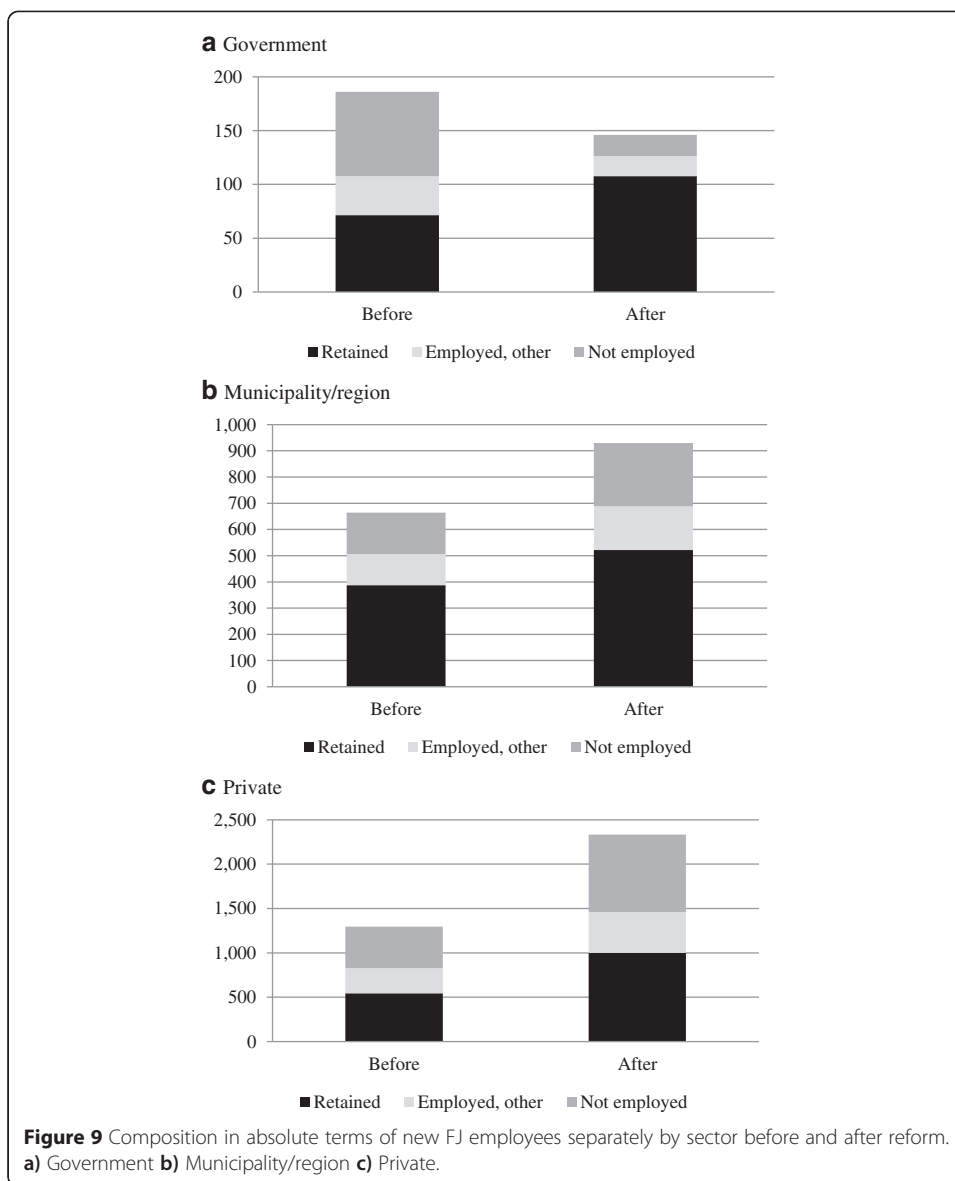 a Government
200
150
100
50
0
Before After
■ Retained ■ Employed, other ■ Not employed
b Municipality/region
1,000
900
800
700
600
500
400
300
200
100
0
Before After
■ Retained ■ Employed, other ■ Not employed
c Private
2,500
2,000
1,500
1,000
500
0
Before After
■ Retained ■ Employed, other ■ Not employed
Figure 9 Composition in absolute terms of new FJ employees separately by sector before and after reform.
a) Government b) Municipality/region c) Private.